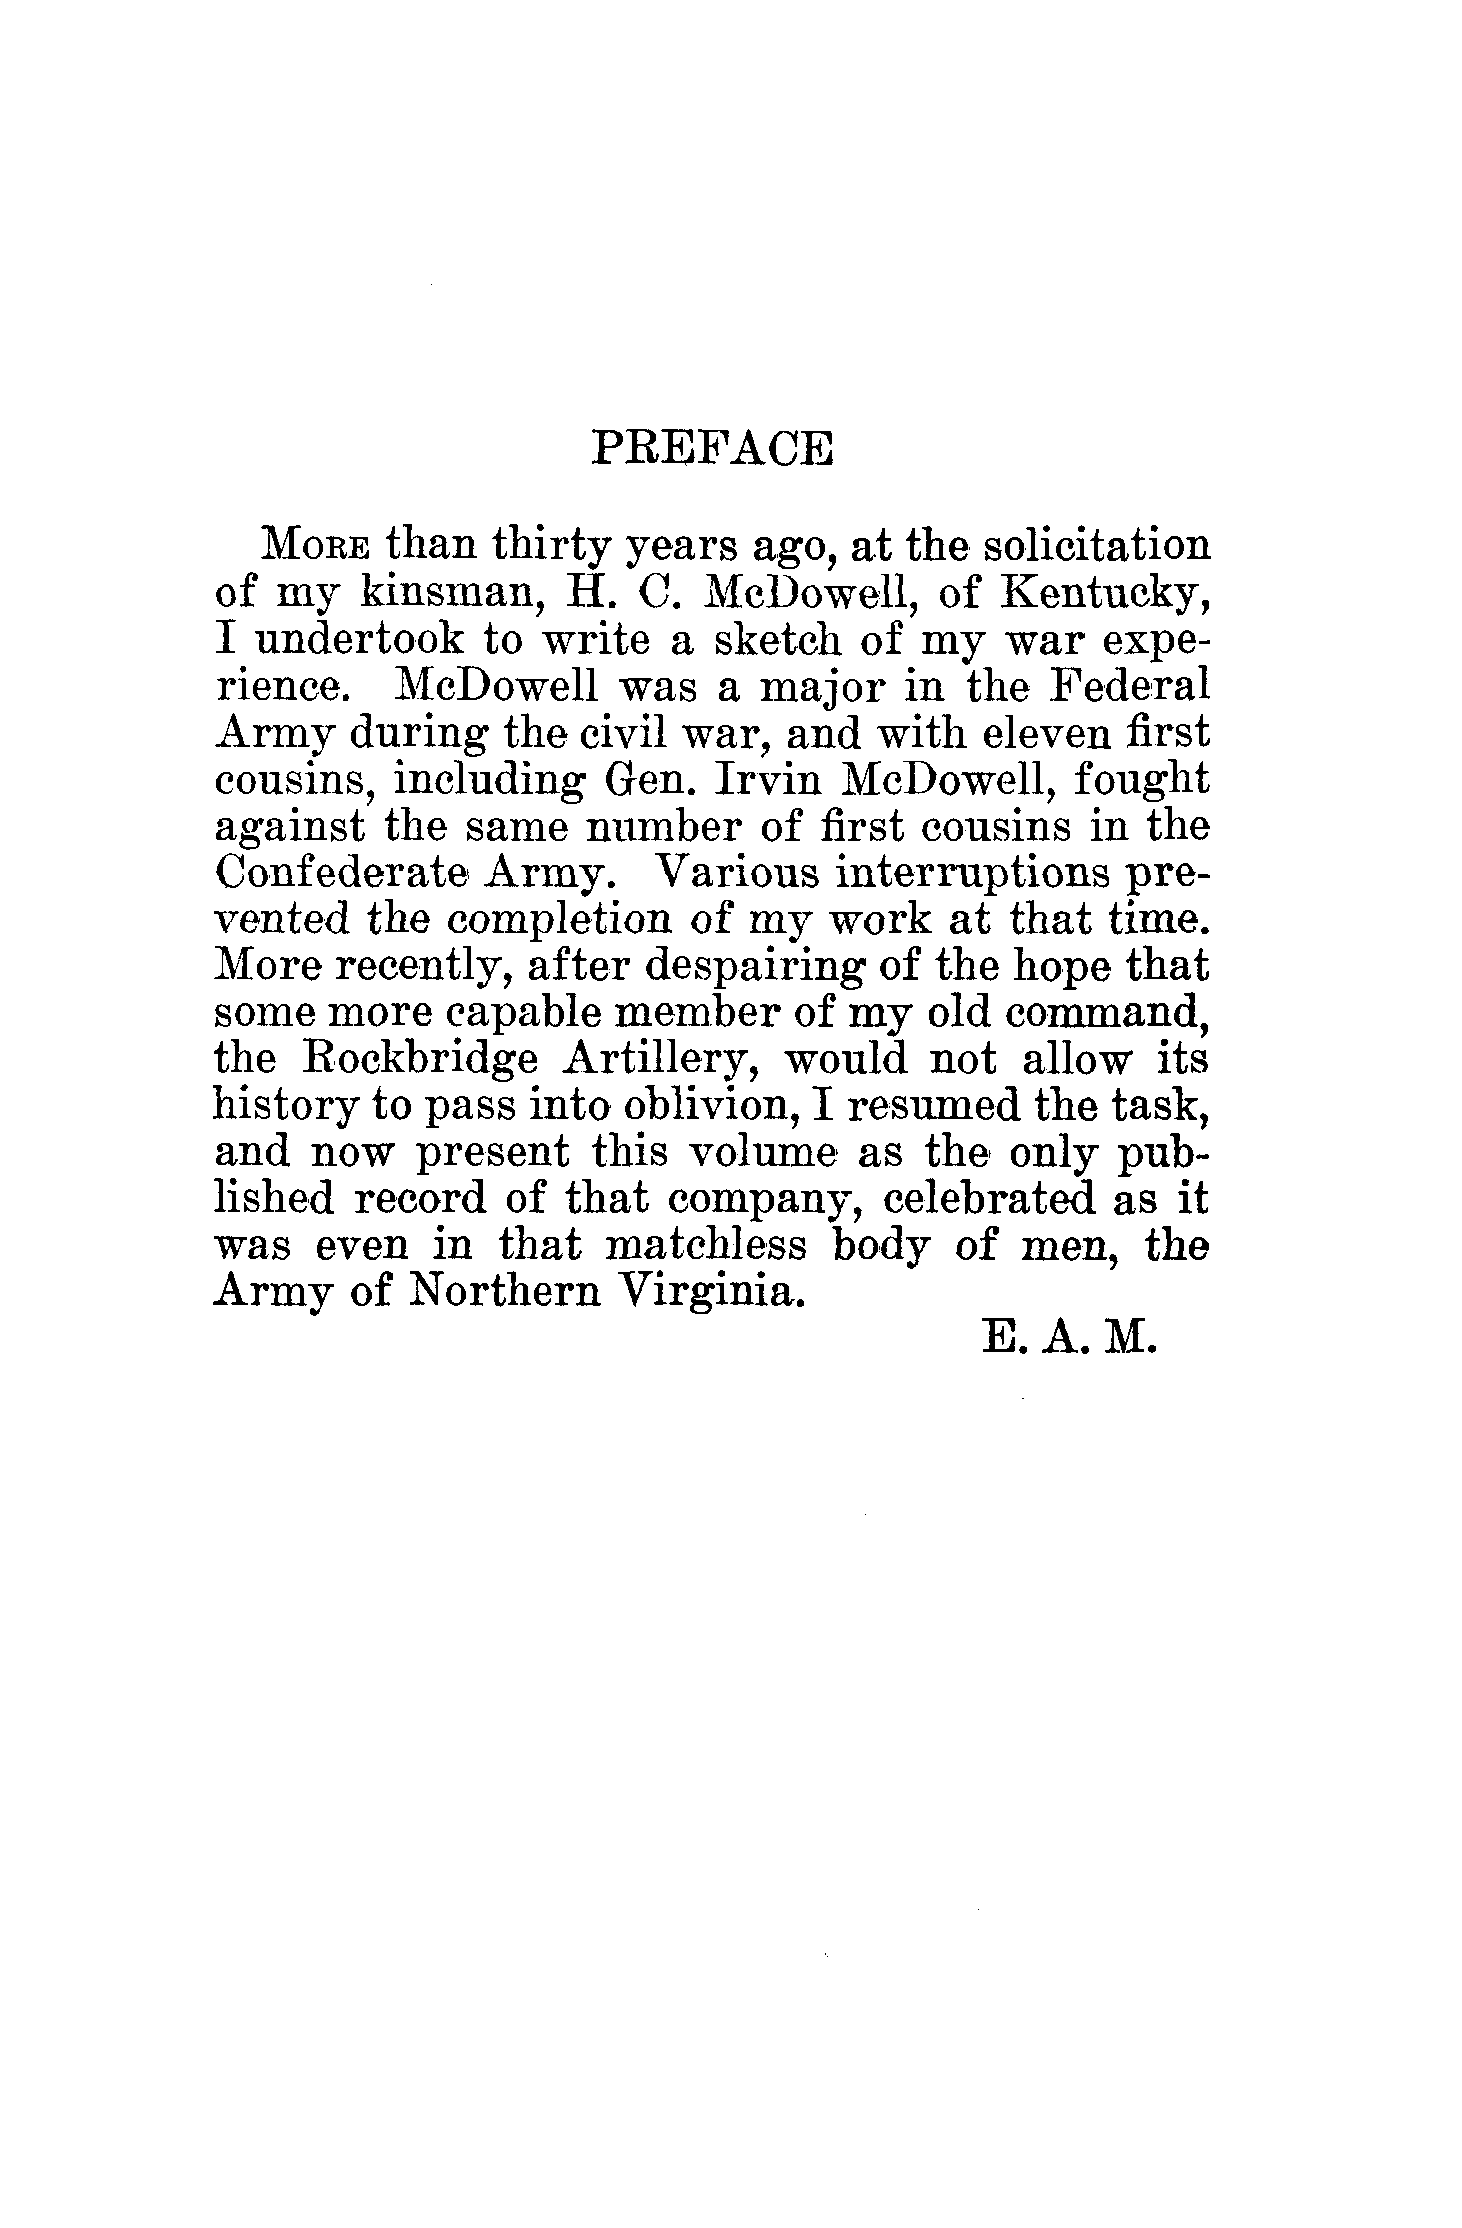 PREFACE
MORE than thirty years ago, at the solicitation
of my kinsman, H. C. McDowell, of Kentucky,
I undertook to write a sketch of my war expe-
rience. McDowell was a major in the Federal
Army during the civil war, and with eleven first
cousins, including Gen. Irvin McDowell, fought
against the same number of first cousins in the
Confederate Army. Various interruptions pre-
vented the completion of my work at that time.
More recently, after despairing of the hope that
some more capable member of my old command,
the Rockbridge Artillery, would not allow its
history to pass into oblivion, I resumed the task,
and now present this volume as the only pub-
lished record of that company, celebrated as it
was even in that matchless body of men, the
Army of Northern Virginia.
E. A. M.